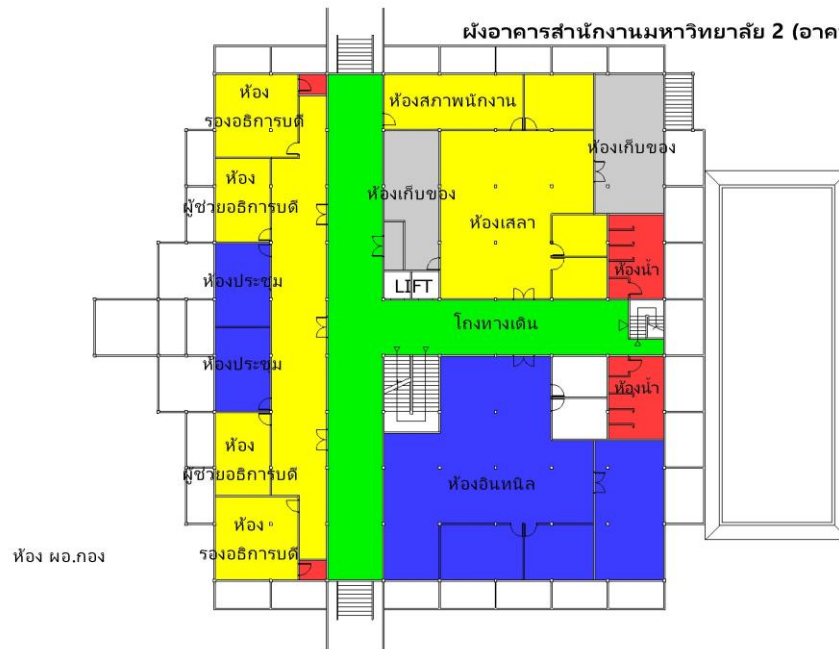 ผังอาคารสำนักงานมหาวิทยาลัย 2 (อาค
ห้อง
รองอธิการบดี
ห้องสภาพนักงาน
ห้องเก็บของ
ห้อง
ผู้ช่วยอธิการบดี
ห้องเก็บของ
ห้องเสลา
ห้องประชุม
ห้องน้ำ
LIFT
โถงทางเดิน
ห้องประชุม
ห้องน้ำ
ห้อง
ผู้ช่วยอธิการบดี
ห้องอินทนิล
ห้อง
รองอธิการบดี
ห้อง ผอ.กอง